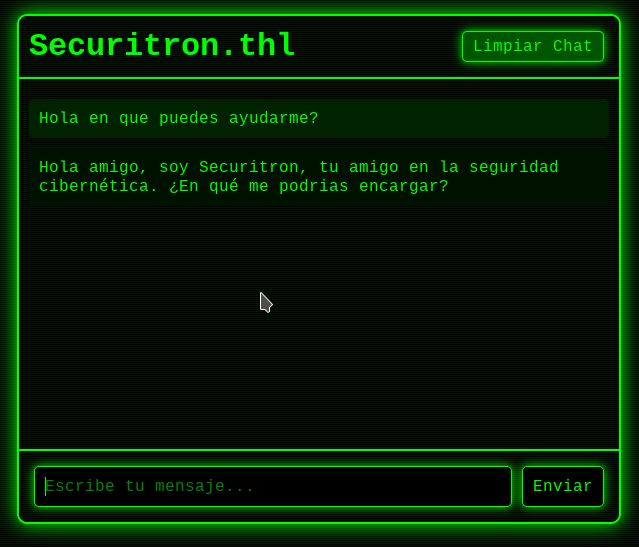 Securitron.thl
Limpiar Chat
Hola en que puedes ayudarme?
Hola amigo, soy Securitron, tu amigo en la seguridad
cibernética. ¿En qué me podrias encargar?
Escribe tu mensaje...
Enviar